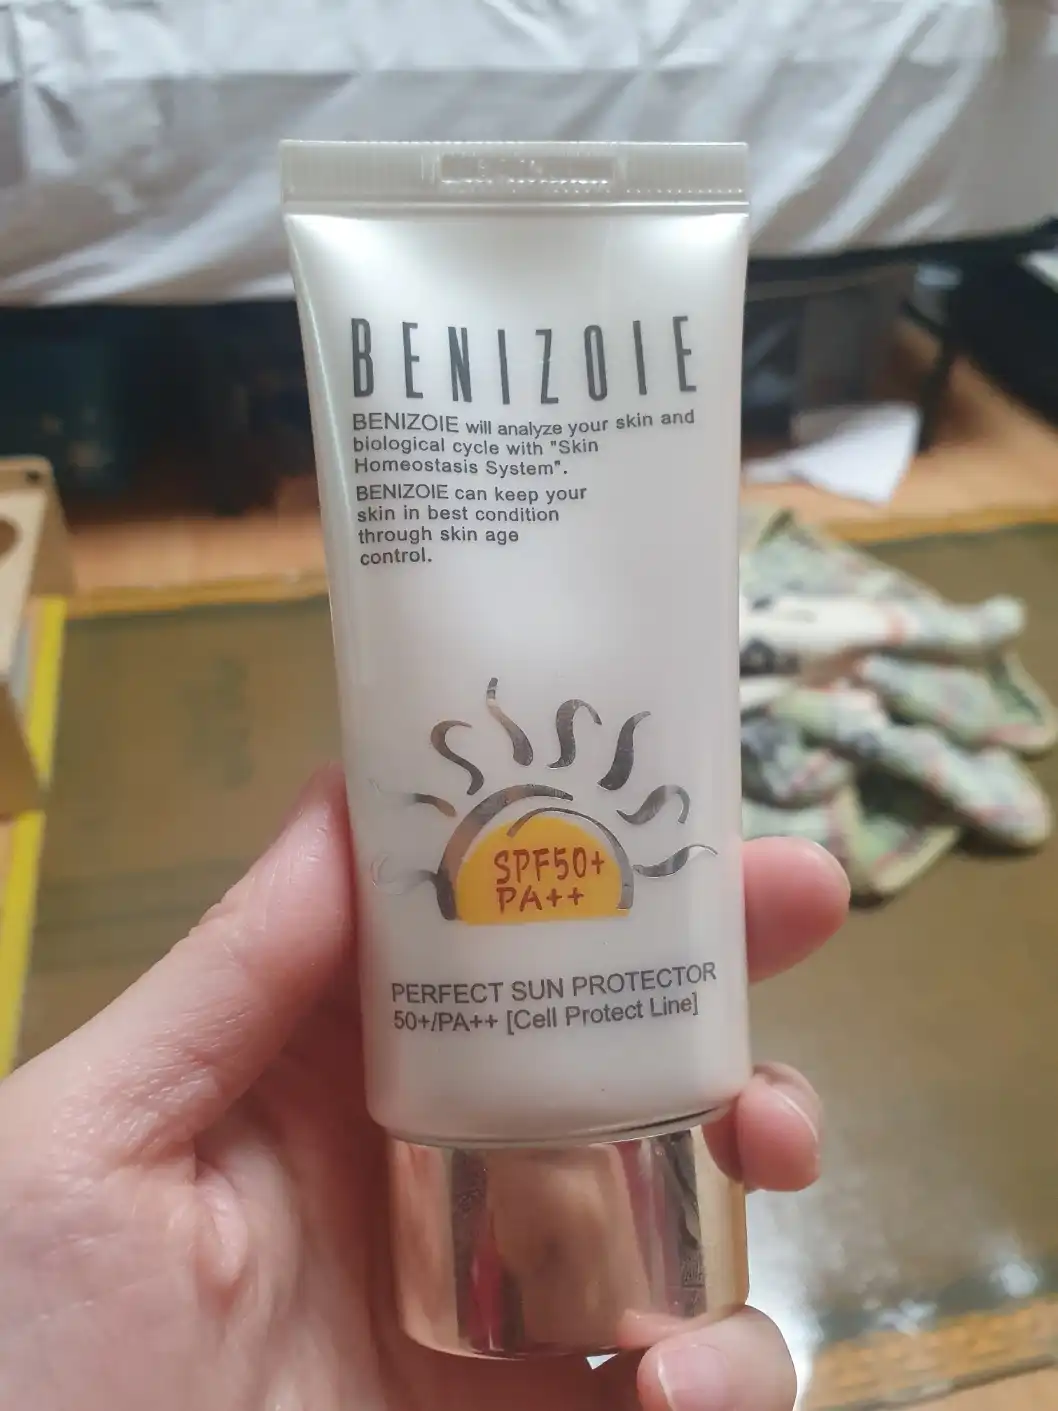 BENIZOIE
BENIZOIE will analyze your skin and
biological cycle with "Skin
Homeostasis System".
BENIZOIE can keep your
skin in best condition
through skin age
control.
SPF50+
PA++
PERFECT SUN PROTECTOR
50+/PA++ [Cell Protect Line]